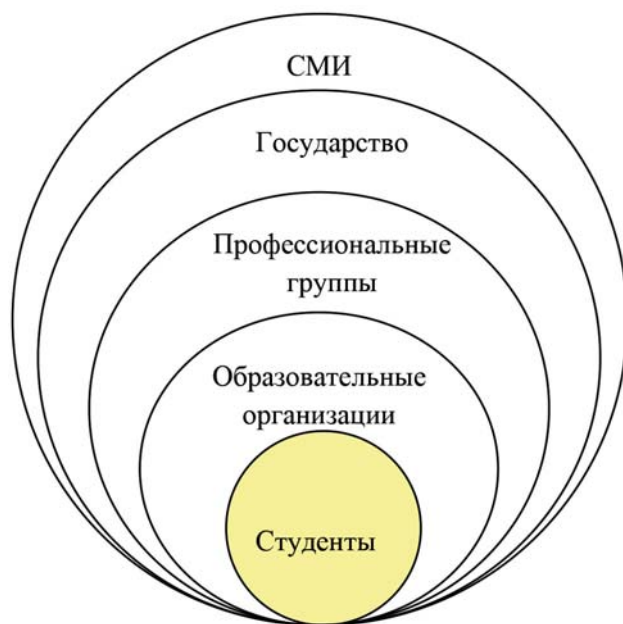 СМИ
Государство
Профессиональные
группы
Образовательные
организации
Студенты